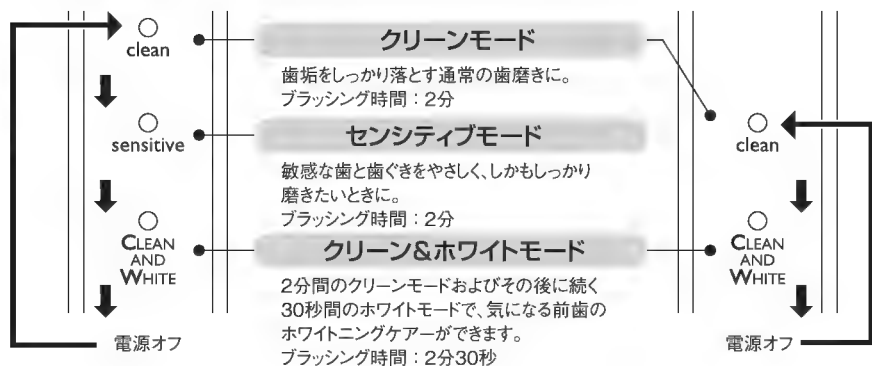 clean
sensitive
CLEAN
AND
WHITE
電源オフ
クリーンモード
歯垢をしっかり落とす通常の歯磨きに。
ブラッシング時間：2分
センシティブモード
敏感な歯と歯ぐきをやさしく、しかもしっかり
磨きたいときに。
ブラッシング時間：2分
クリーン&ホワイトモード
2分間のクリーンモードおよびその後に続く
30秒間のホワイトモードで、気になる前歯の
ホワイトニングケアーができます。
ブラッシング時間：2分30秒
clean
CLEAN
AND
WHITE
電源オフ